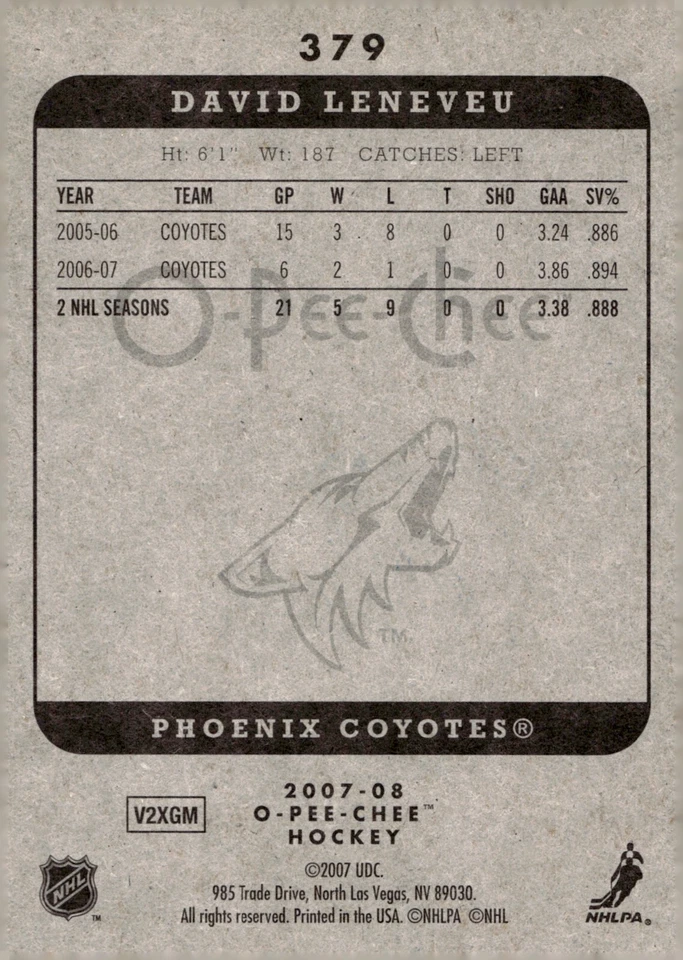 379
DAVID LENEVEU
Ht: 6'1" Wt: 187 CATCHES: LEFT
YEAR TEAM GP W L T SHO GAA SV%
2005-06 COYOTES 15 3 8 0 0 3.24 .886
2006-07 COYOTES 6 2 1 0 0 3.86 .894
2 NHL SEASONS 21 5 9 0 0 3.38 .888
O-Pee-Chee
TM
PHOENIX COYOTES®
2007-08
V2XGM O-PEE-CHEE™
HOCKEY
©2007 UDC.
985 Trade Drive, North Las Vegas, NV 89030.
All rights reserved. Printed in the USA. ©NHLPA ©NHL
NHL TM
NHLPA®